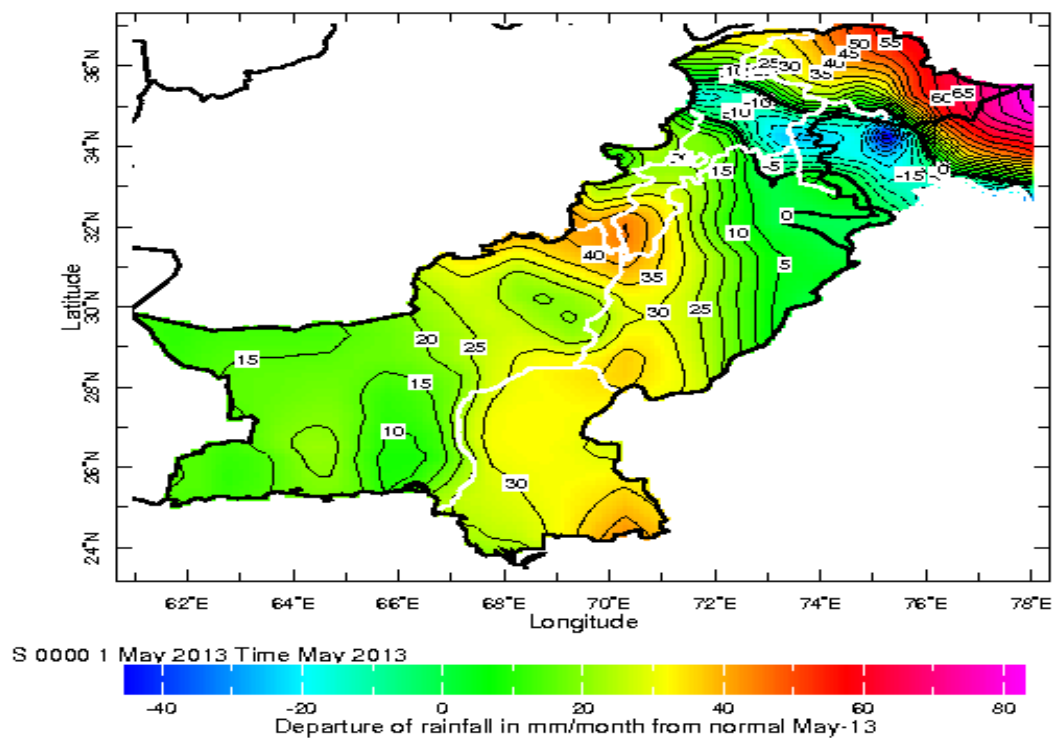 36°N
34°N
32°N
30°N
28°N
26°N
24°N
Latitude
50 55
45
25 30 40
35
60 65
-10
-10
-15
-5
15
0
10
5
40
35
30
25
20
25
15
15
10
30
62°E 64°E 66°E 68°E 70°E 72°E 74°E 76°E 78°E
Longitude
S 0000 1 May 2013 Time May 2013
-40 -20 0 20 40 60 80
Departure of rainfall in mm/month from normal May-13